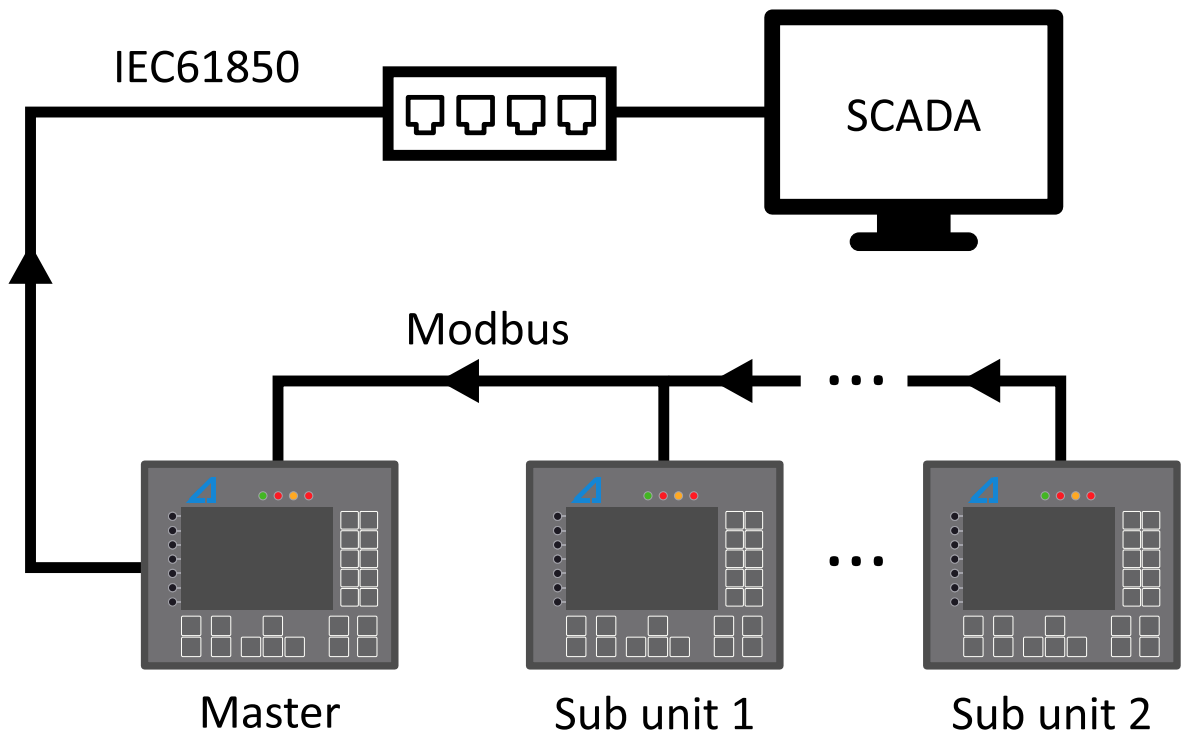 IEC61850
SCADA
Modbus
Master
Sub unit 1
Sub unit 2